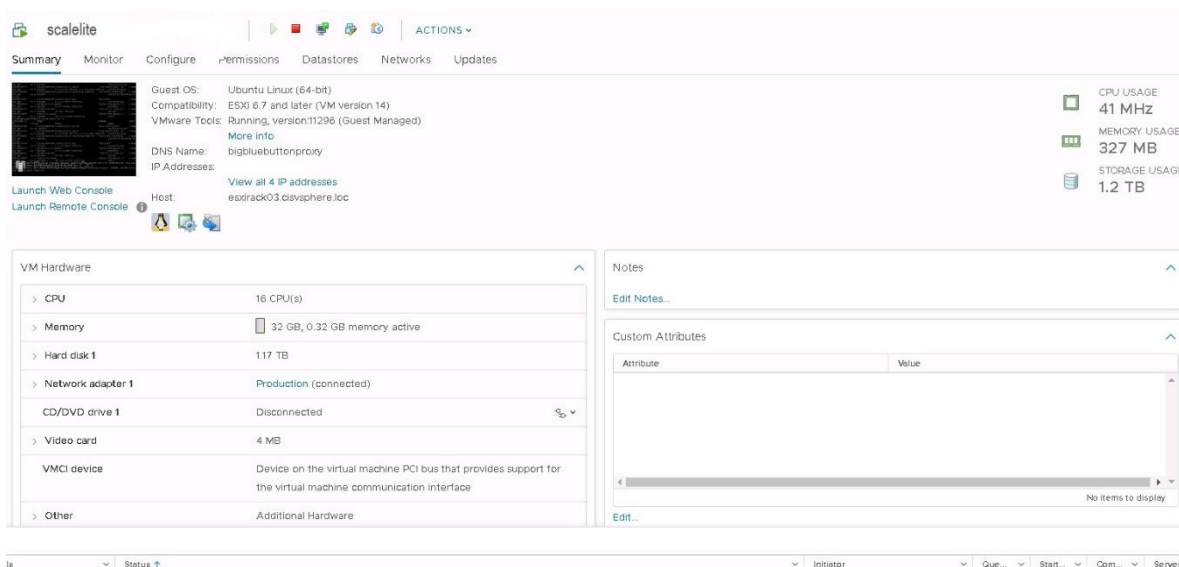 scalelite
ACTIONS
Summary Monitor Configure Permissions Datastores Networks Updates
Powered On
Launch Web Console
Launch Remote Console
Guest OS: Ubuntu Linux (64-bit)
Compatibility: ESXi 6.7 and later (VM version 14)
VMware Tools: Running, version:11296 (Guest Managed)
More info
DNS Name: bigbluebuttonproxy
IP Addresses:
View all 4 IP addresses
Host: esxirack03.cisvsphere.loc
CPU USAGE
41 MHz
MEMORY USAGE
327 MB
STORAGE USAG
1.2 TB
VM Hardware
CPU 16 CPU(s)
Memory 32 GB, 0.32 GB memory active
Hard disk 1 1.17 TB
Network adapter 1 Production (connected)
CD/DVD drive 1 Disconnected
Video card 4 MB
VMCI device Device on the virtual machine PCI bus that provides support for
the virtual machine communication interface
Other Additional Hardware
Notes
Edit Notes...
Custom Attributes
Attribute Value
No items to display
Edit...
Status Initiator Que... Start... Com... Server